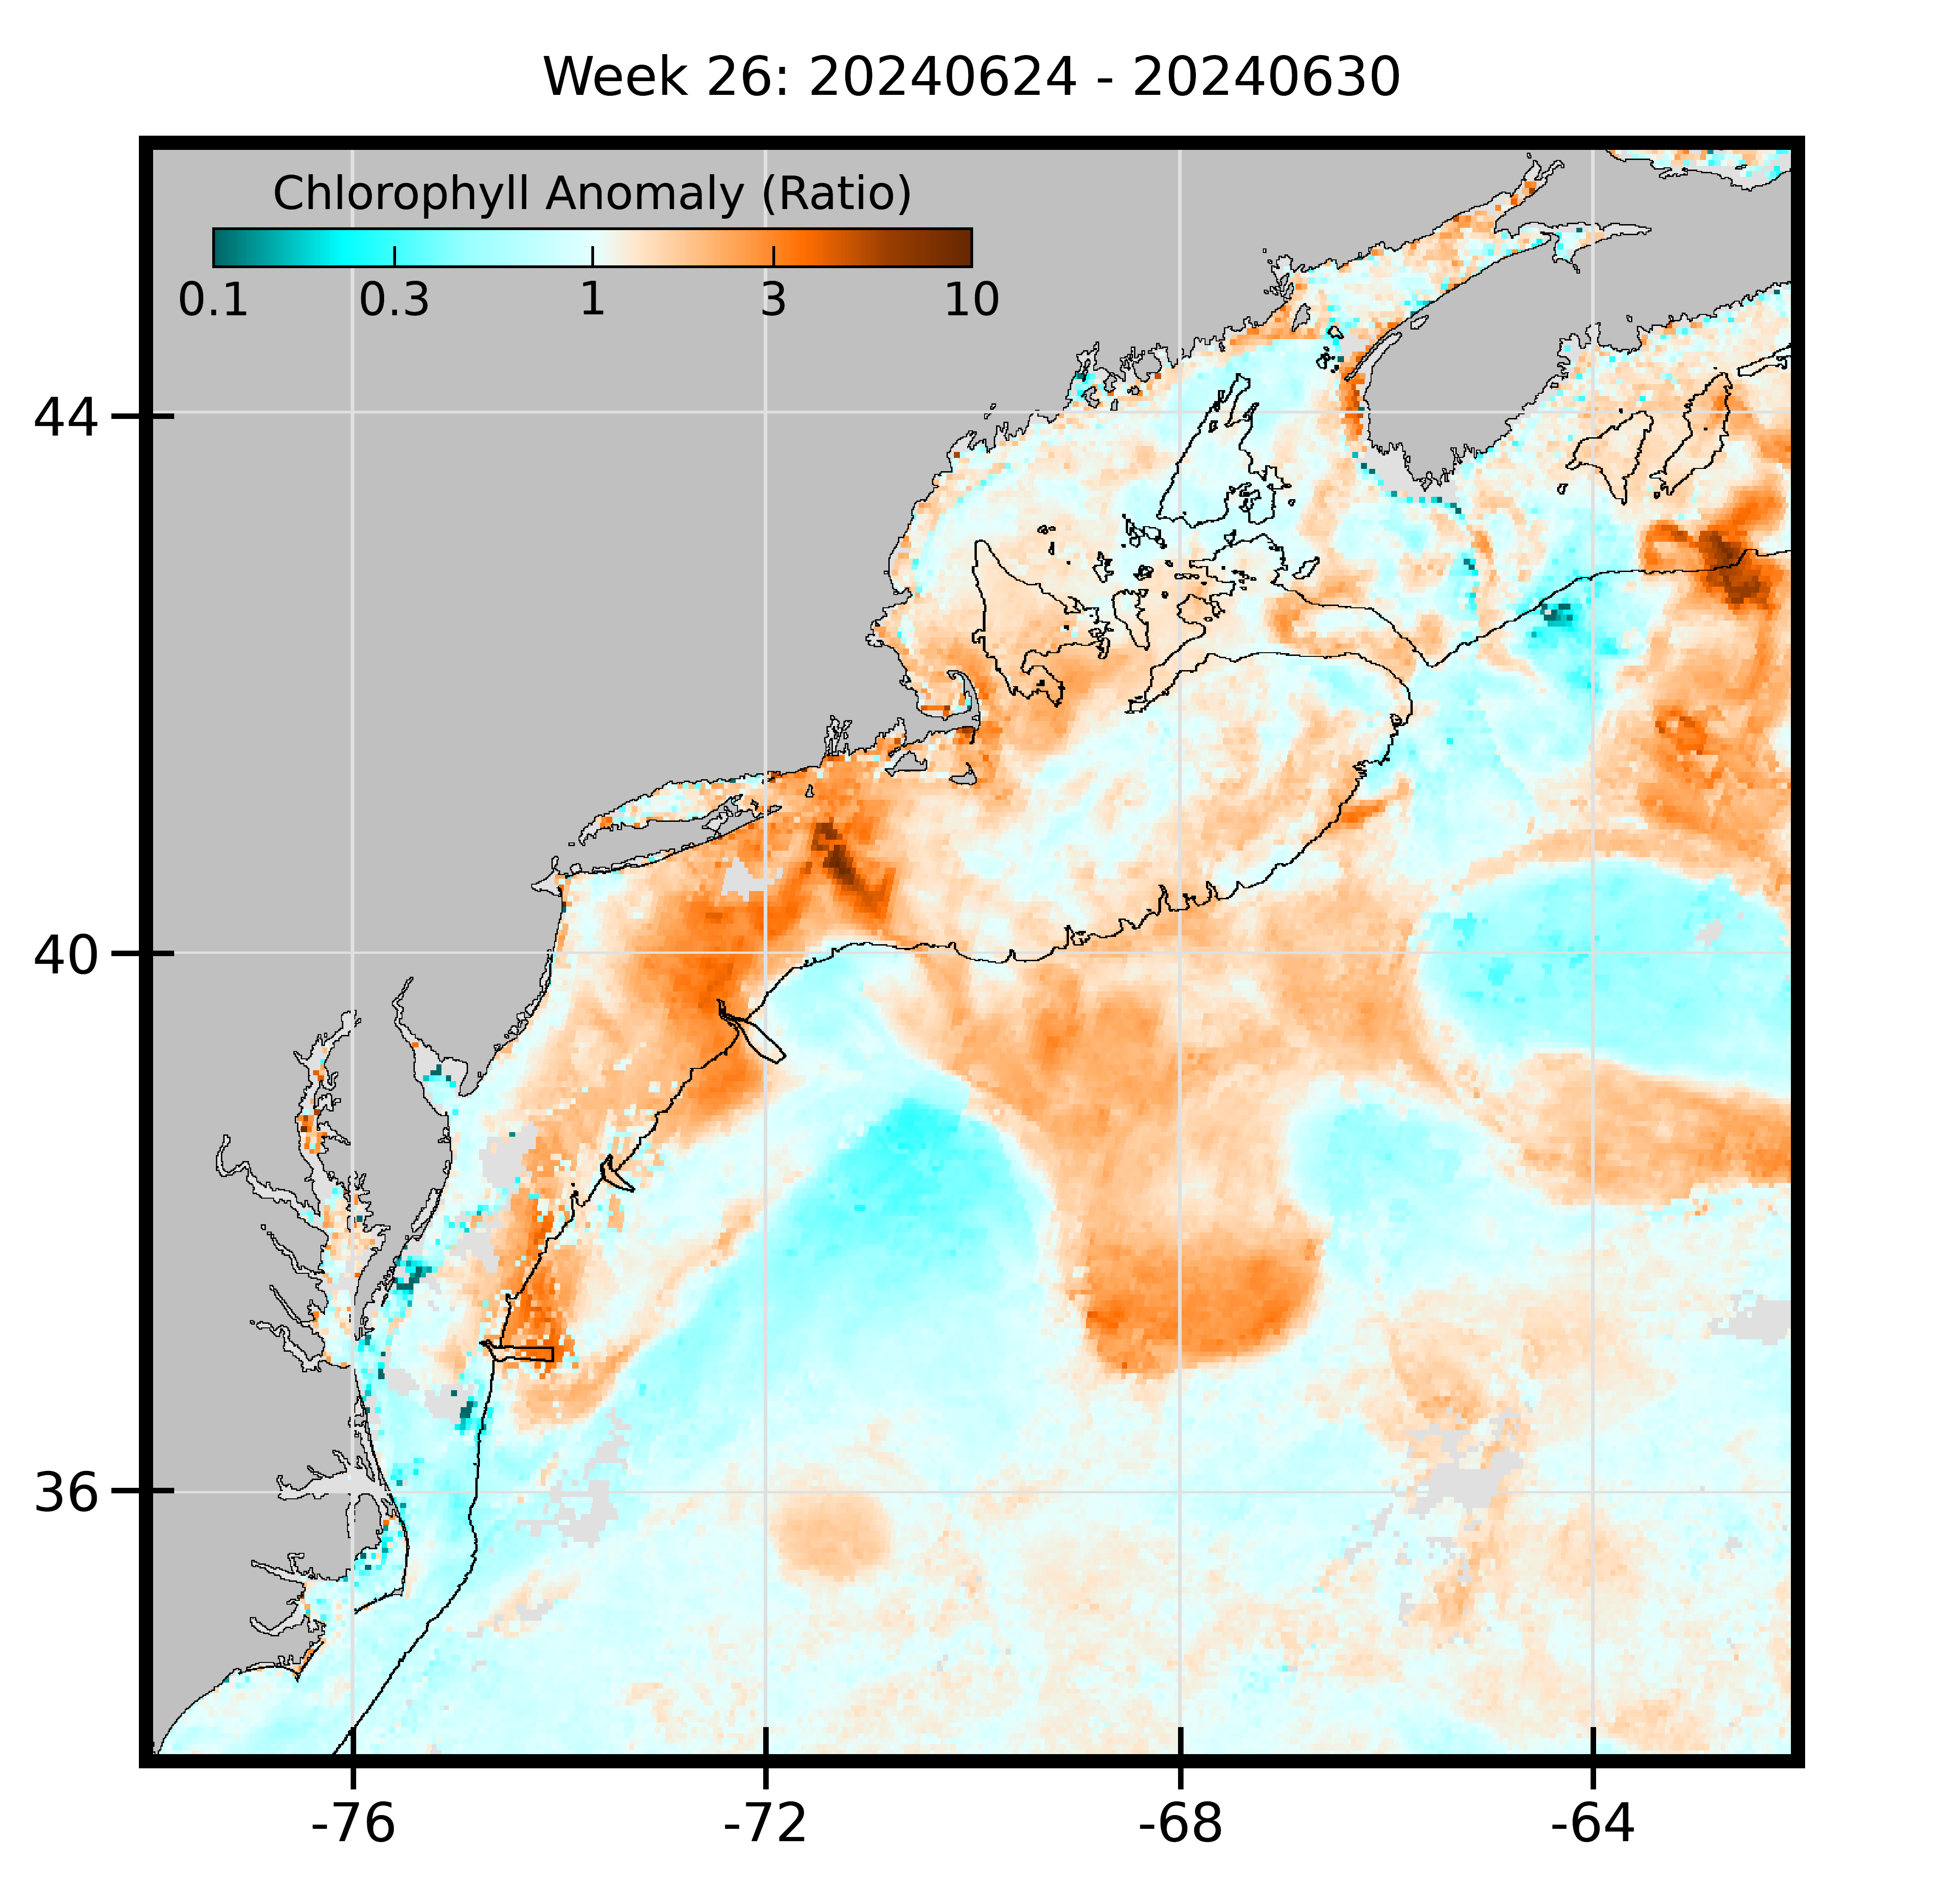 Week 26: 20240624 - 20240630
Chlorophyll Anomaly (Ratio)
0.1 0.3 1 3 10
44
40
36
-76 -72 -68 -64